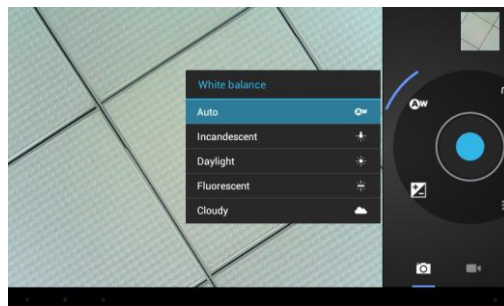 White balance
Auto
Incandescent
Daylight
Fluorescent
Cloudy